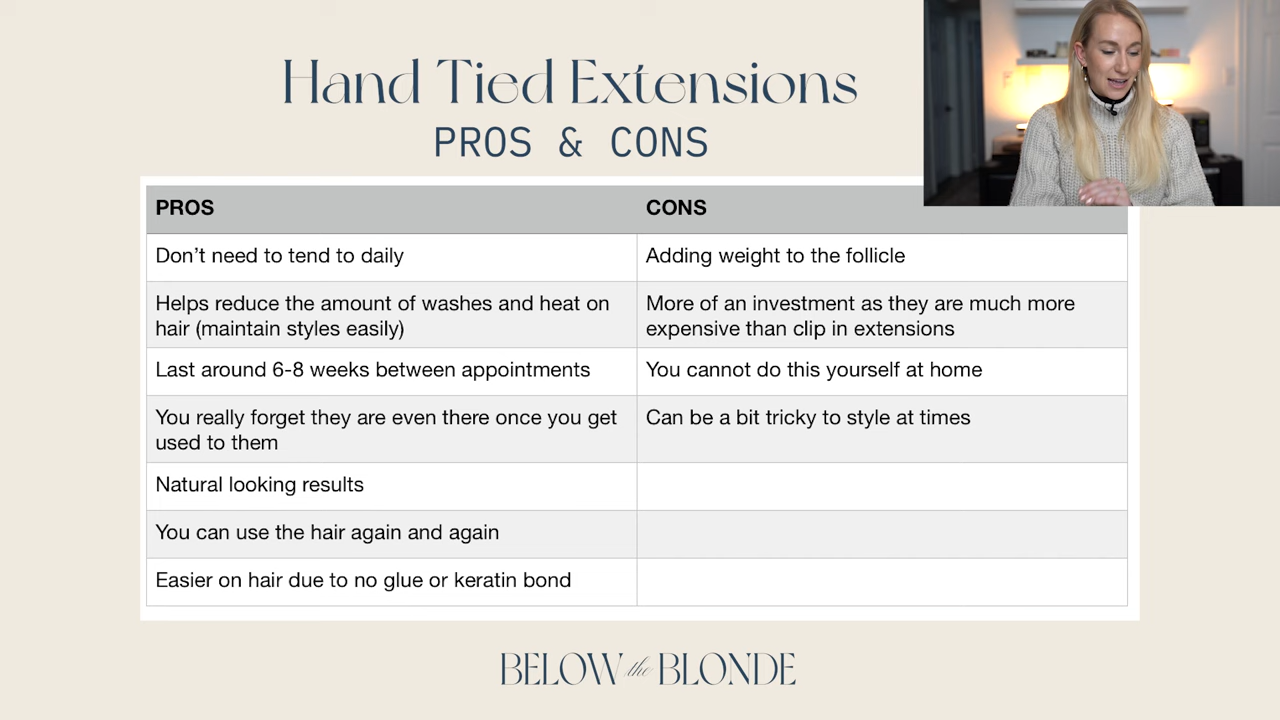 Hand Tied Extensions
PROS & CONS
PROS
CONS
Don’t need to tend to daily
Adding weight to the follicle
Helps reduce the amount of washes and heat on
hair (maintain styles easily)
More of an investment as they are much more
expensive than clip in extensions
Last around 6-8 weeks between appointments
You cannot do this yourself at home
You really forget they are even there once you get
used to them
Can be a bit tricky to style at times
Natural looking results
You can use the hair again and again
Easier on hair due to no glue or keratin bond
BELOW the BLONDE